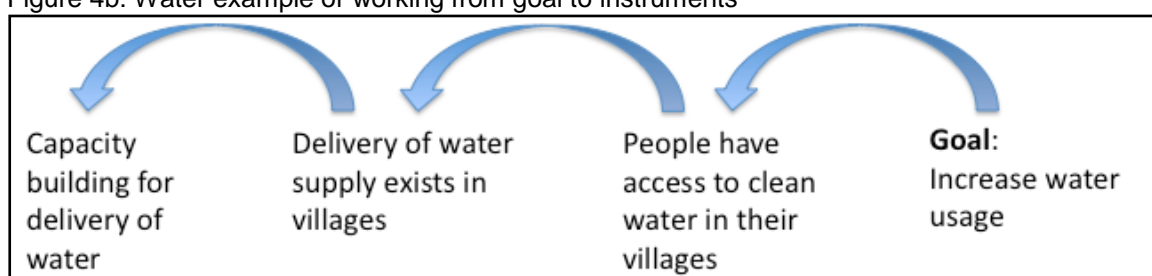 Figure 4b: Water example of working from goal to instruments
Capacity
building for
delivery of
water
Delivery of water
supply exists in
villages
People have
access to clean
water in their
villages
Goal:
Increase water
usage